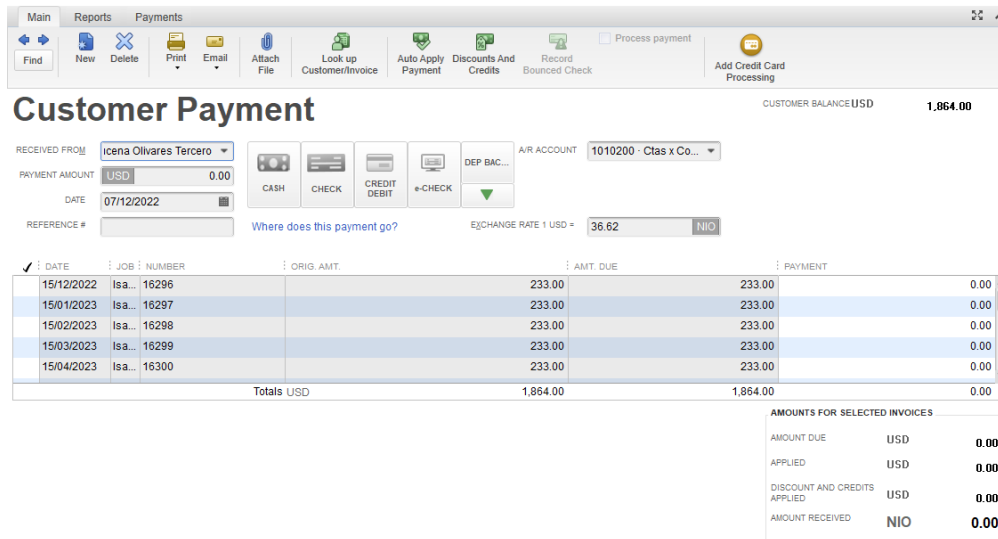 Main Reports Payments
Find New Delete Print Email Attach File Look up Customer/Invoice Auto Apply Payment Discounts And Credits Record Bounced Check Process payment Add Credit Card Processing
Customer Payment
CUSTOMER BALANCE USD 1,864.00
RECEIVED FROM icena Olivares Tercero
A/R ACCOUNT 1010200 · Ctas x Co...
PAYMENT AMOUNT USD 0.00
CASH CHECK CREDIT DEBIT e-CHECK DEP BAC...
DATE 07/12/2022
REFERENCE #
Where does this payment go?
EXCHANGE RATE 1 USD = 36.62 NIO
DATE JOB NUMBER ORIG. AMT. AMT. DUE PAYMENT
15/12/2022 Isa... 16296 233.00 233.00 0.00
15/01/2023 Isa... 16297 233.00 233.00 0.00
15/02/2023 Isa... 16298 233.00 233.00 0.00
15/03/2023 Isa... 16299 233.00 233.00 0.00
15/04/2023 Isa... 16300 233.00 233.00 0.00
Totals USD 1,864.00 1,864.00 0.00
AMOUNTS FOR SELECTED INVOICES
AMOUNT DUE USD 0.00
APPLIED USD 0.00
DISCOUNT AND CREDITS APPLIED USD 0.00
AMOUNT RECEIVED NIO 0.00